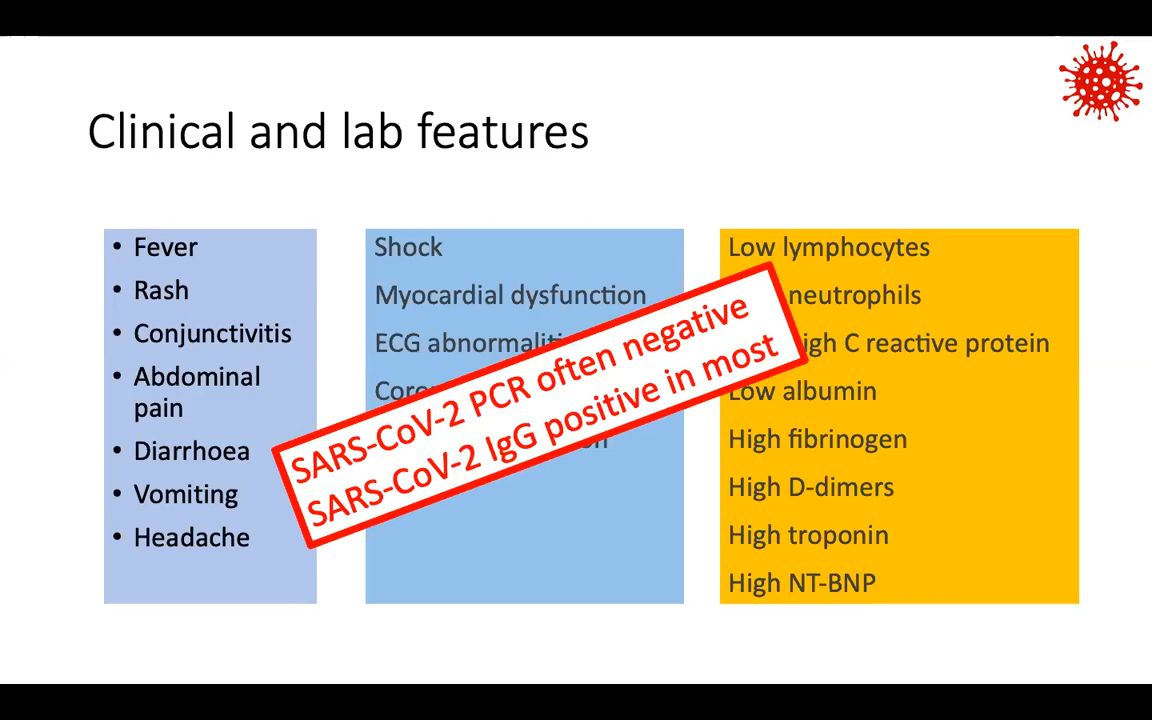 Clinical and lab features
• Fever
• Rash
• Conjunctivitis
• Abdominal
pain
• Diarrhoea
• Vomiting
• Headache
Shock
Myocardial dysfunction
ECG
Low lymphocytes
neutrophils
C reactive protein
Low albumin
High fibrinogen
High D-dimers
High troponin
High NT-BNP
SARS-CoV-2 PCR often negative
SARS-CoV-2 IgG positive in most